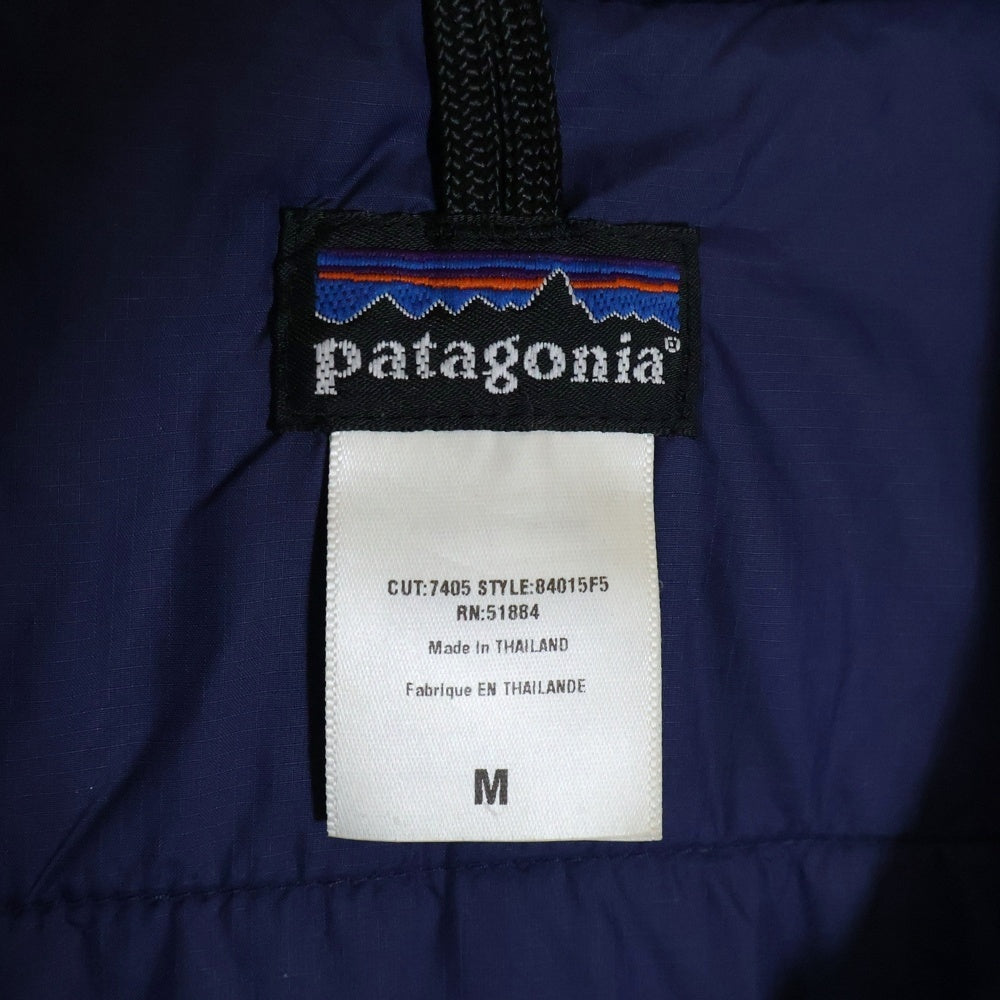 patagonia®
CUT:7405 STYLE:84015F5
RN:51884
Made In THAILAND
Fabrique EN THAILANDE
M